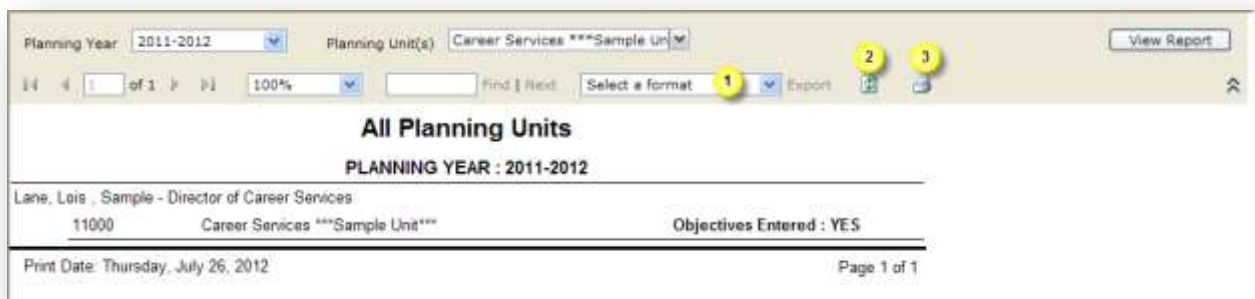 Planning Year 2011-2012 Planning Unit(s) Career Services ***Sample Un View Report
1 of 1 100% Find | Next Select a format 1 Export 2 3
All Planning Units
PLANNING YEAR : 2011-2012
Lane, Lois , Sample - Director of Career Services
11000 Career Services ***Sample Unit*** Objectives Entered : YES
Print Date: Thursday, July 26, 2012 Page 1 of 1